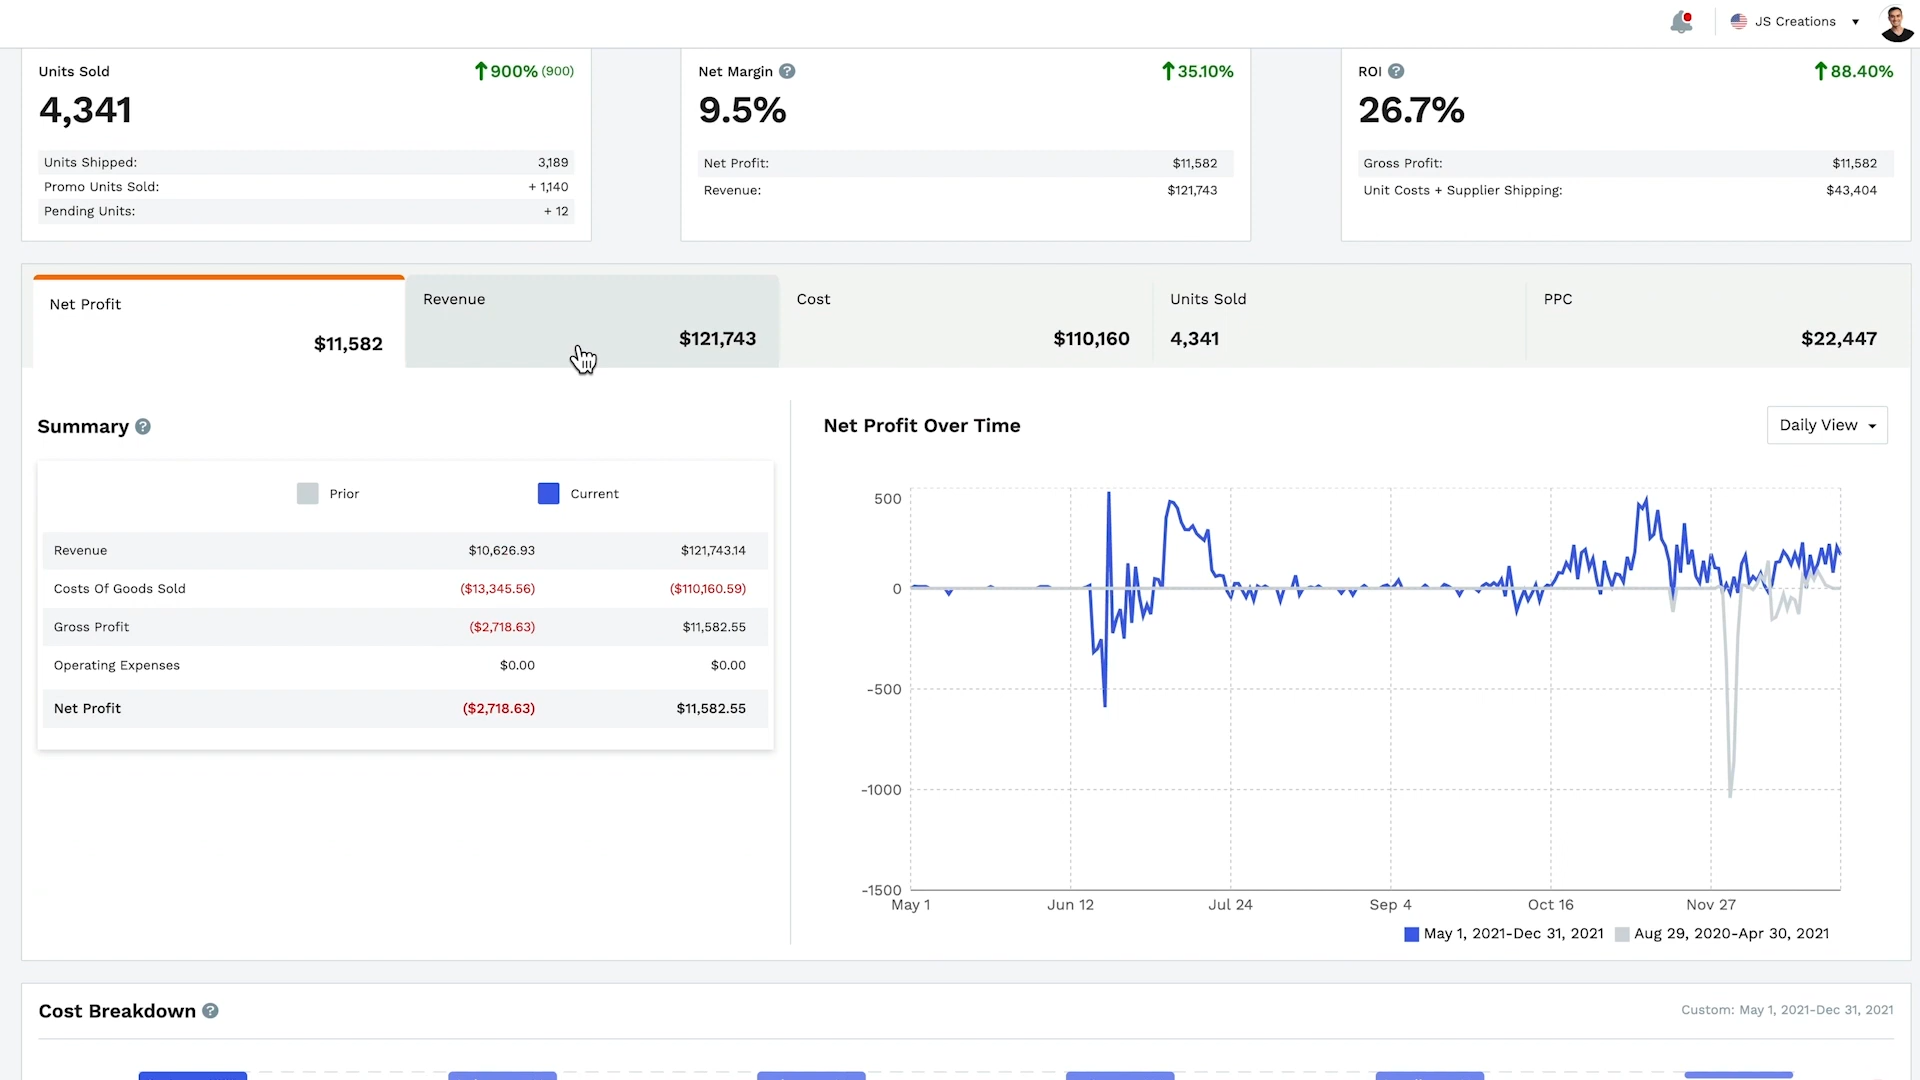 JS Creations
Units Sold
900% (900)
4,341
Units Shipped: 3,189
Promo Units Sold: + 1,140
Pending Units: + 12
Net Margin ?
35.10%
9.5%
Net Profit: $11,582
Revenue: $121,743
ROI ?
88.40%
26.7%
Gross Profit: $11,582
Unit Costs + Supplier Shipping: $43,404
Net Profit
$11,582
Revenue
$121,743
Cost
$110,160
Units Sold
4,341
PPC
$22,447
Summary ?
Prior Current
Revenue $10,626.93 $121,743.14
Costs Of Goods Sold ($13,345.56) ($110,160.59)
Gross Profit ($2,718.63) $11,582.55
Operating Expenses $0.00 $0.00
Net Profit ($2,718.63) $11,582.55
Net Profit Over Time
Daily View
500
0
-500
-1000
-1500
May 1 Jun 12 Jul 24 Sep 4 Oct 16 Nov 27
May 1, 2021-Dec 31, 2021 Aug 29, 2020-Apr 30, 2021
Cost Breakdown ?
Custom: May 1, 2021-Dec 31, 2021